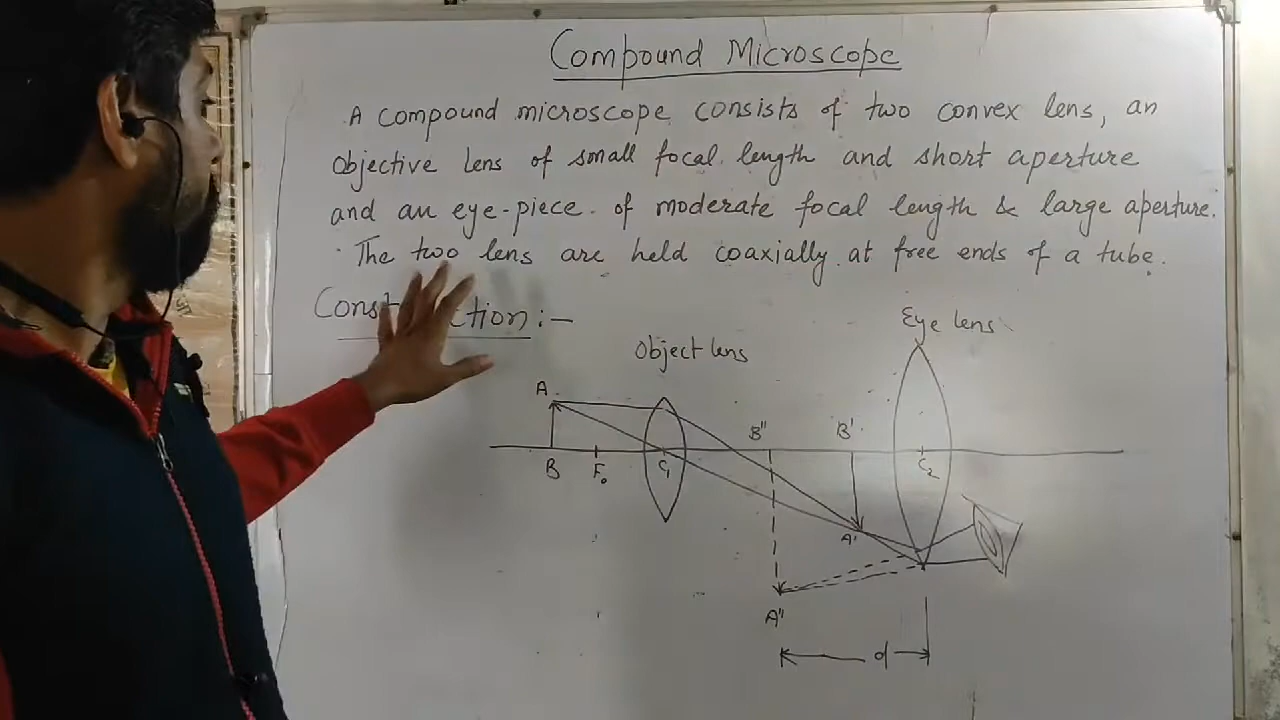 Compound Microscope
A compound microscope consists of two convex lens, an
objective lens of small focal length and short aperture
and an eye-piece. of moderate focal length & large aperture.
The two lens are held coaxially at free ends of a tube.
ction :-
Eye lens
Object lens
A
B" B'
B F₀ C₁ C₂
A'
A"
d